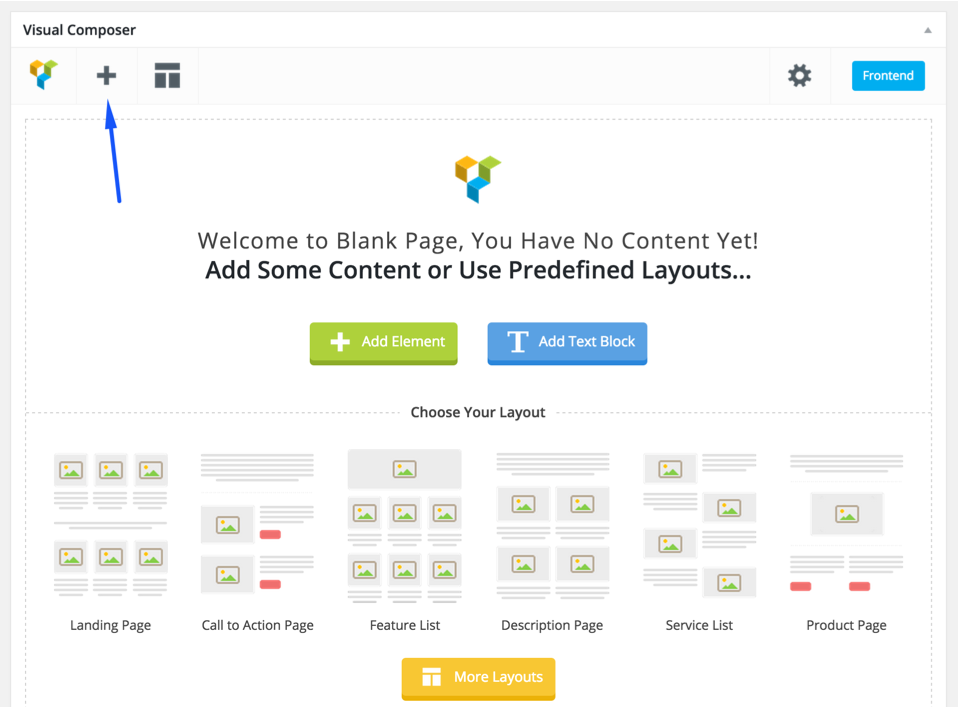 Visual Composer
Frontend
Welcome to Blank Page, You Have No Content Yet!
Add Some Content or Use Predefined Layouts...
Add Element
T Add Text Block
Choose Your Layout
Landing Page
Call to Action Page
Feature List
Description Page
Service List
Product Page
More Layouts